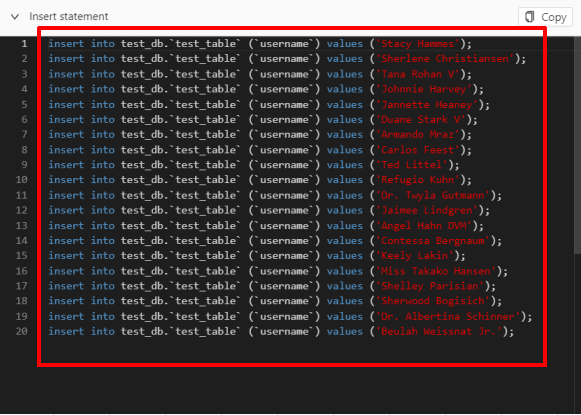 Insert statement
Copy
1 insert into test_db.`test_table` (`username`) values ('Stacy Hammes');
2 insert into test_db.`test_table` (`username`) values ('Sherlene Christiansen');
3 insert into test_db.`test_table` (`username`) values ('Tana Rohan V');
4 insert into test_db.`test_table` (`username`) values ('Johnnie Harvey');
5 insert into test_db.`test_table` (`username`) values ('Jannette Heaney');
6 insert into test_db.`test_table` (`username`) values ('Duane Stark V');
7 insert into test_db.`test_table` (`username`) values ('Armando Mraz');
8 insert into test_db.`test_table` (`username`) values ('Carlos Feest');
9 insert into test_db.`test_table` (`username`) values ('Ted Littel');
10 insert into test_db.`test_table` (`username`) values ('Refugio Kuhn');
11 insert into test_db.`test_table` (`username`) values ('Dr. Twyla Gutmann');
12 insert into test_db.`test_table` (`username`) values ('Jaimee Lindgren');
13 insert into test_db.`test_table` (`username`) values ('Angel Hahn DVM');
14 insert into test_db.`test_table` (`username`) values ('Contessa Bergnaum');
15 insert into test_db.`test_table` (`username`) values ('Keely Lakin');
16 insert into test_db.`test_table` (`username`) values ('Miss Takako Hansen');
17 insert into test_db.`test_table` (`username`) values ('Shelley Parisian');
18 insert into test_db.`test_table` (`username`) values ('Sherwood Bogisich');
19 insert into test_db.`test_table` (`username`) values ('Dr. Albertina Schinner');
20 insert into test_db.`test_table` (`username`) values ('Beulah Weissnat Jr.');